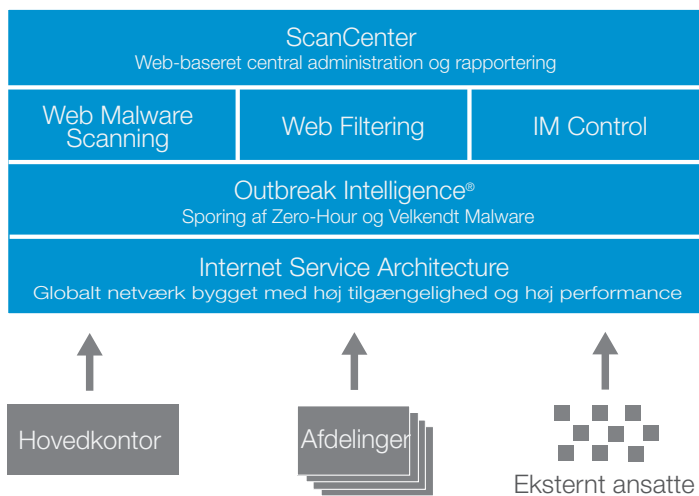 ScanCenter
Web-baseret central administration og rapportering
Web Malware
Scanning
Web Filtering
IM Control
Outbreak Intelligence®
Sporing af Zero-Hour og Velkendt Malware
Internet Service Architecture
Globalt netværk bygget med høj tilgængelighed og høj performance
Hovedkontor
Afdelinger
Eksternt ansatte